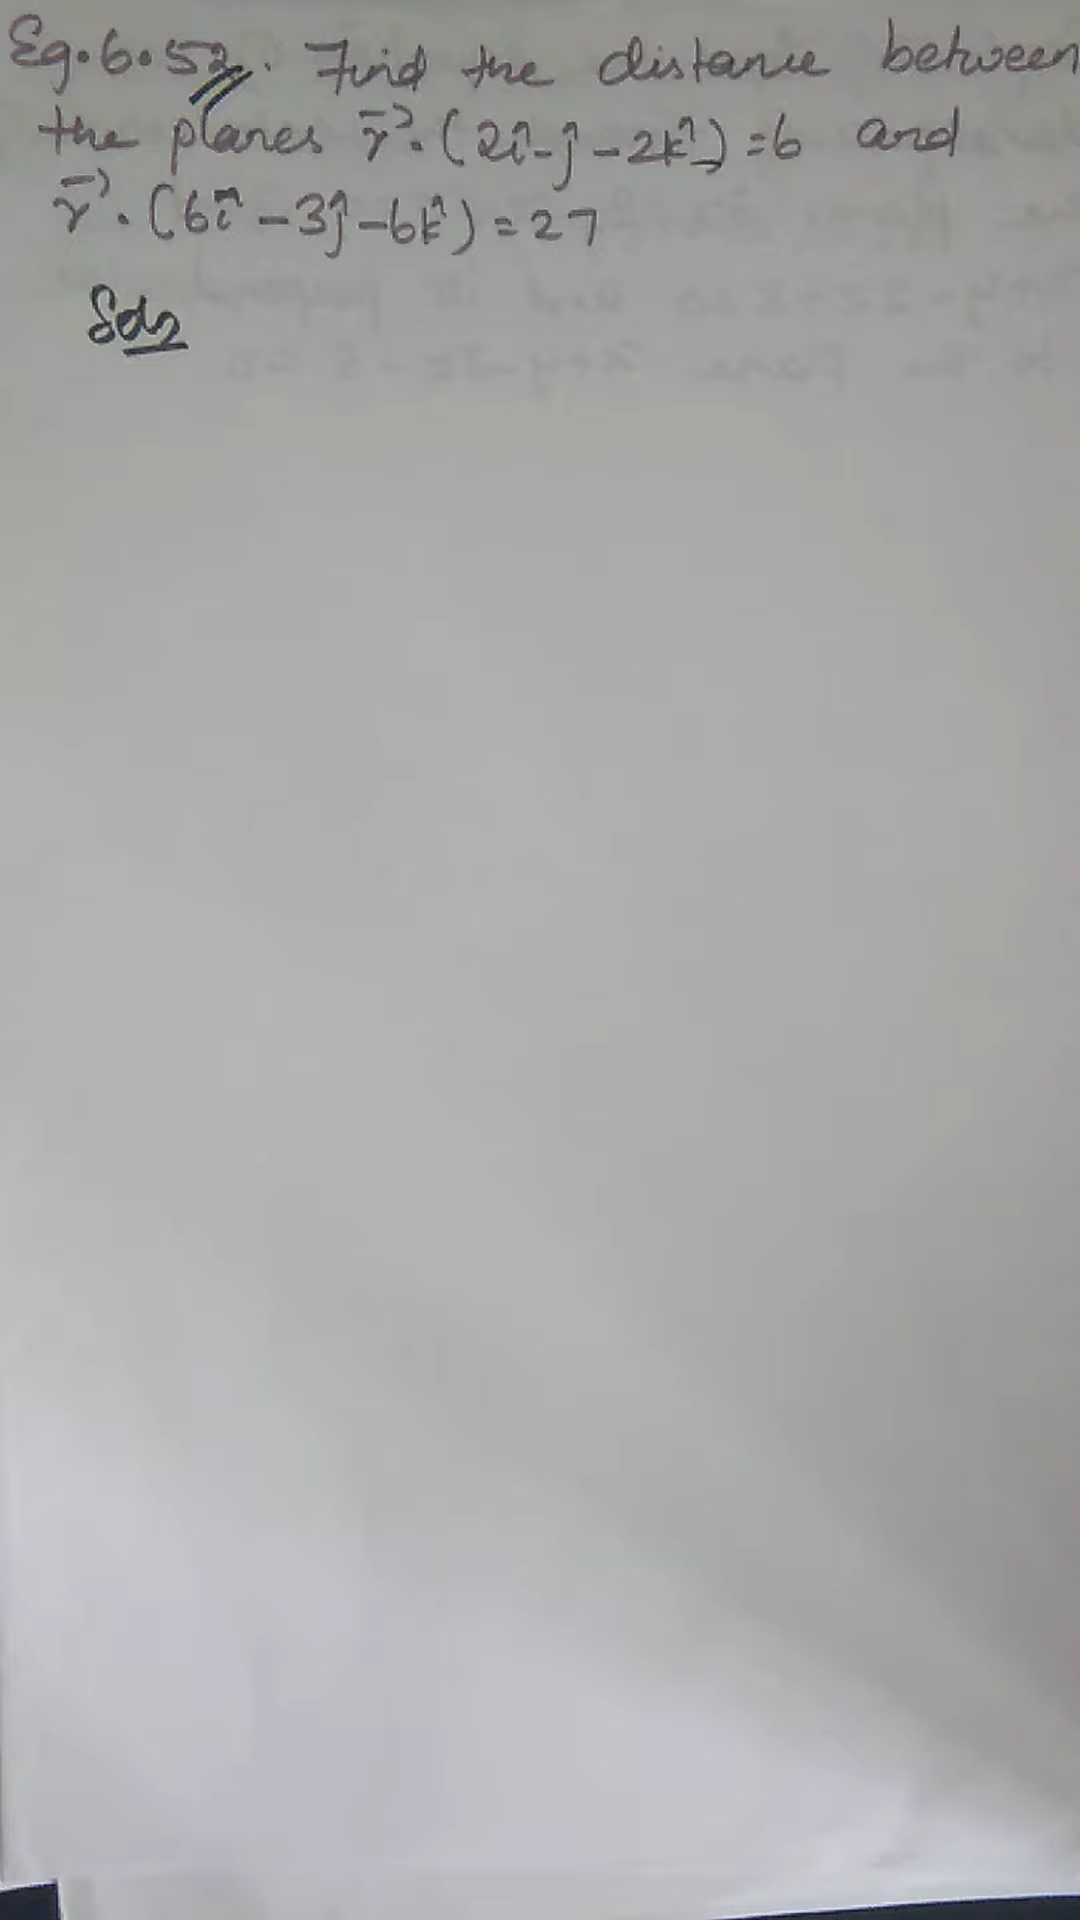 Eg.6.52. Find the distance between
the planes r⃗.(2î-ĵ-2k̂)=6 and
r⃗.(6î-3ĵ-6k̂)=27
Soln